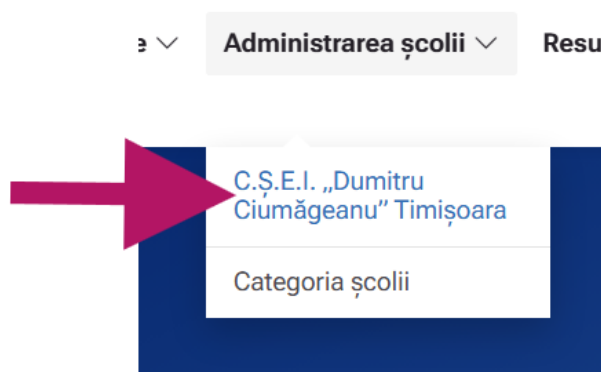 e Administrarea școlii Resu
C.Ș.E.I. „Dumitru
Ciumăgeanu” Timișoara
Categoria școlii